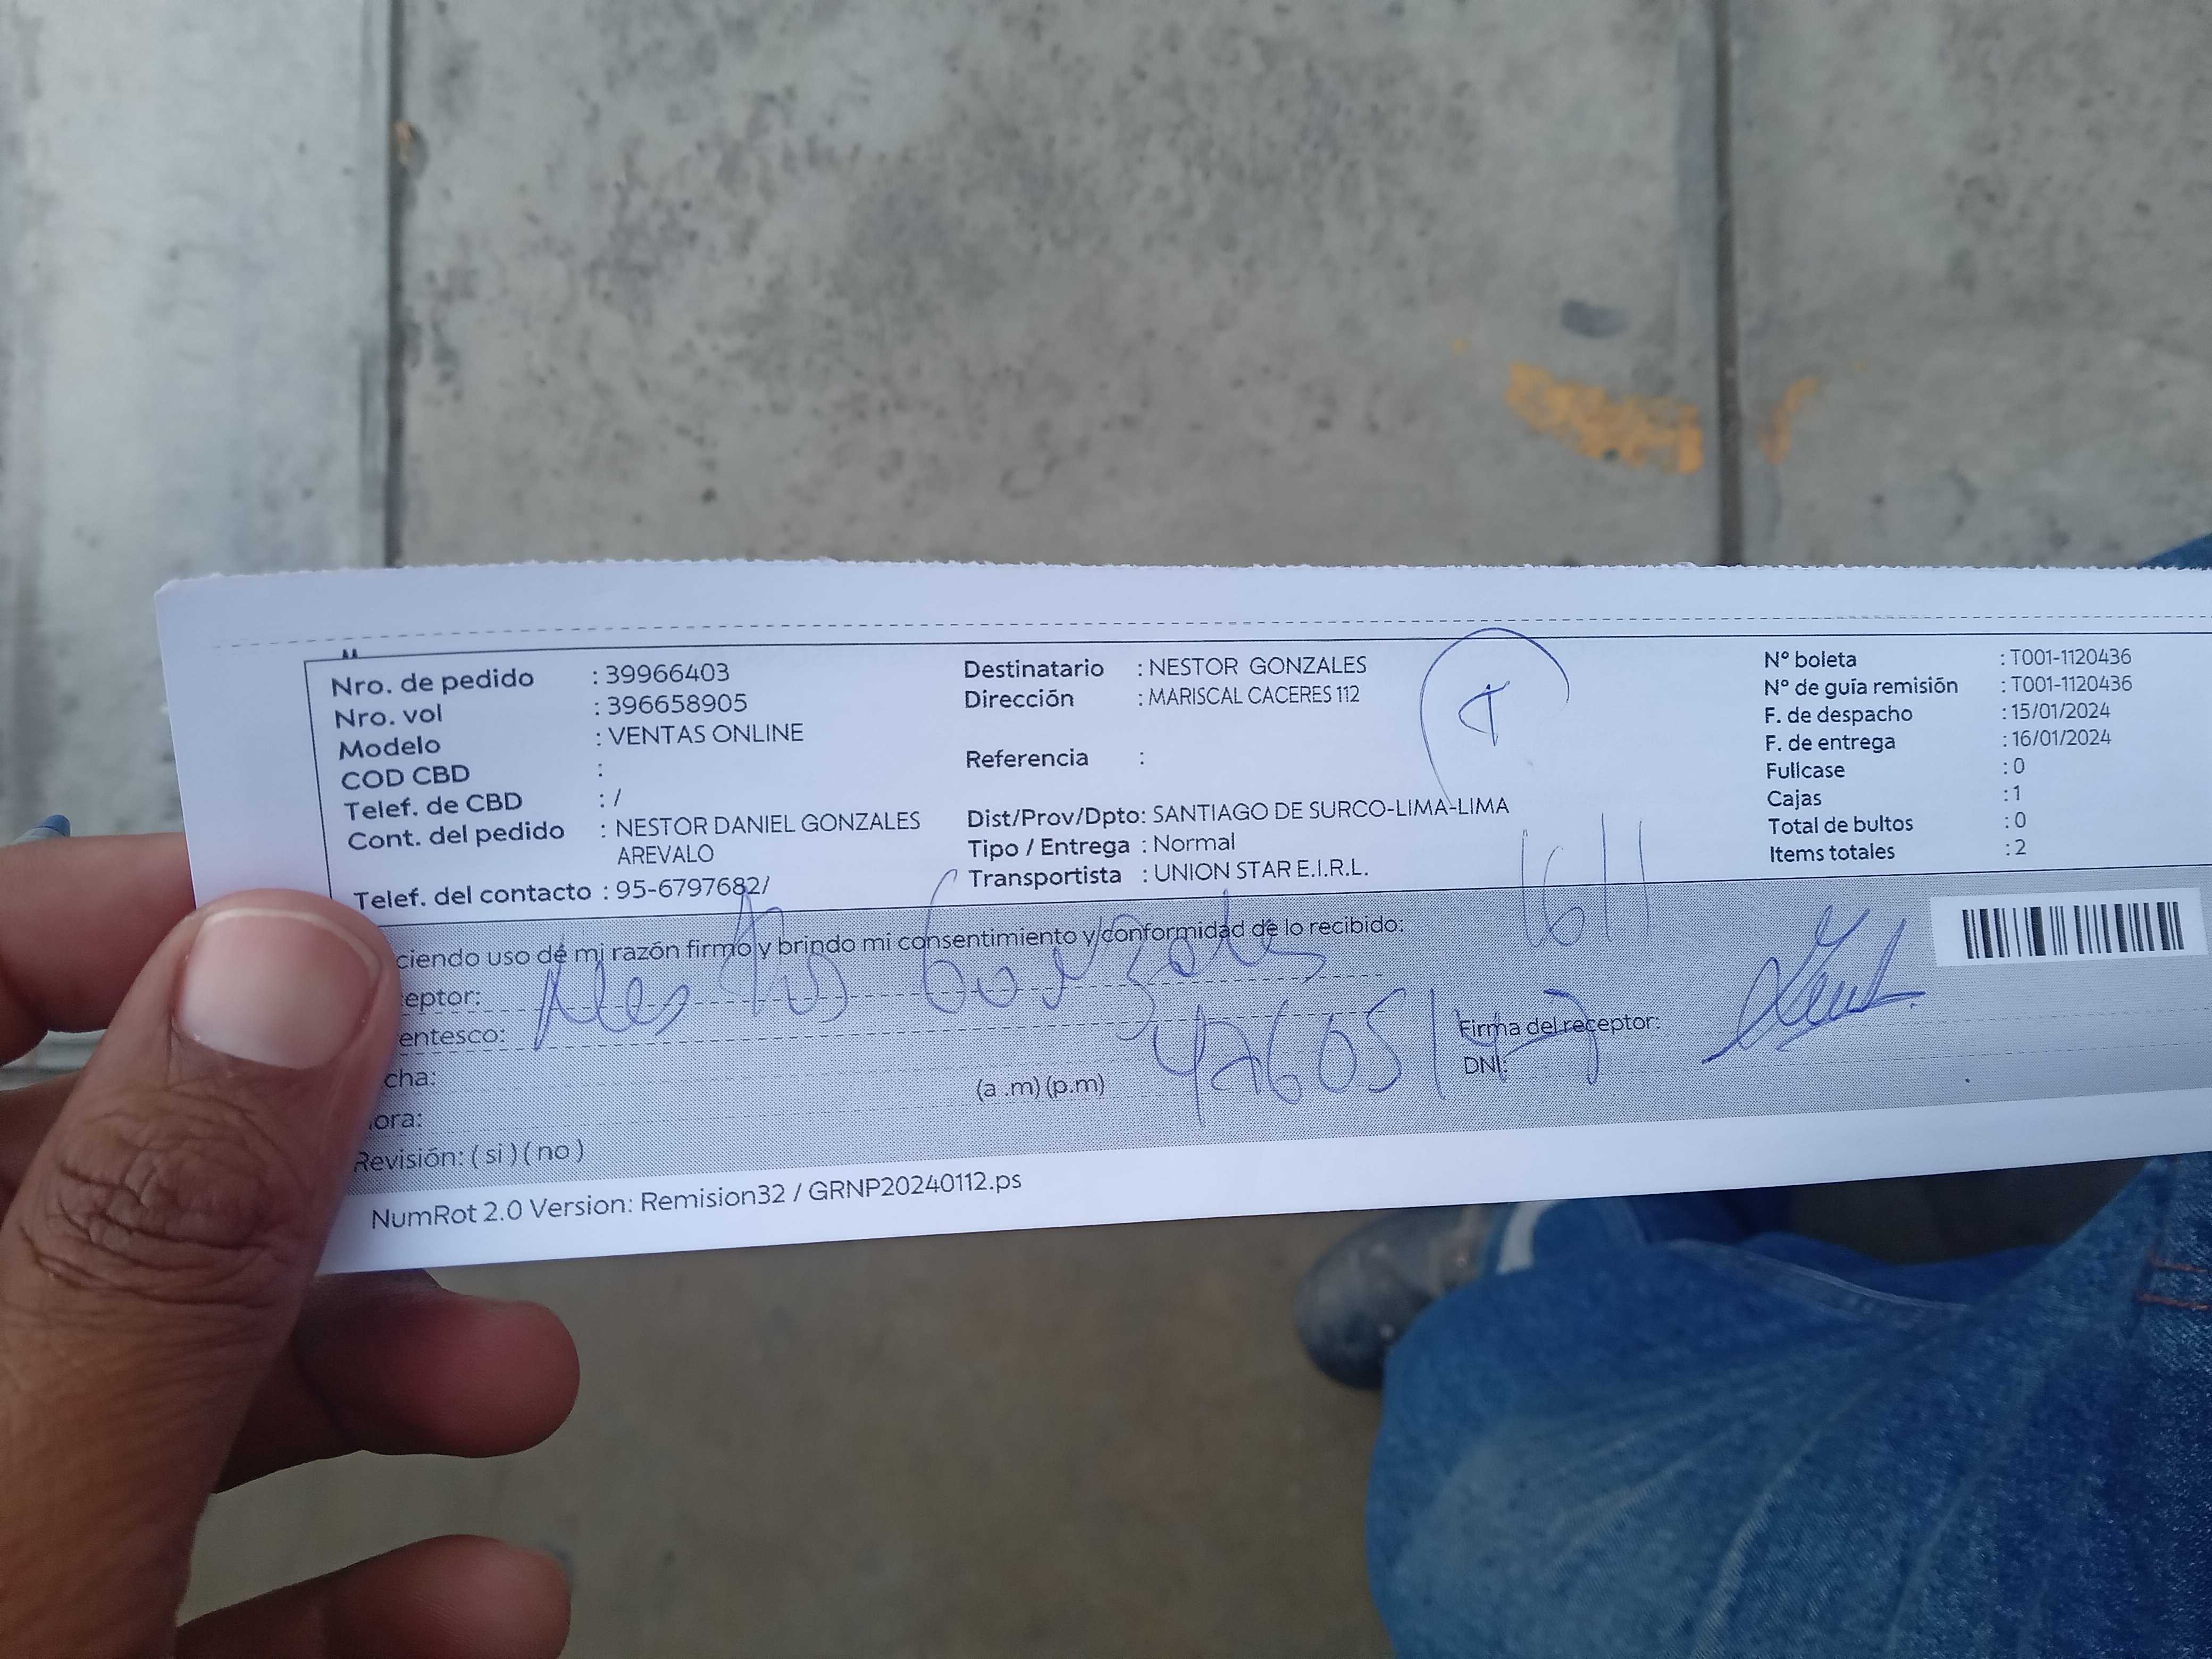 Nro. de pedido : 39966403
Nro. vol : 396658905
Modelo : VENTAS ONLINE
COD CBD :
Telef. de CBD : /
Cont. del pedido : NESTOR DANIEL GONZALES
AREVALO
Telef. del contacto : 95-6797682/
Destinatario : NESTOR GONZALES
Dirección : MARISCAL CACERES 112
Referencia :
Dist/Prov/Dpto: SANTIAGO DE SURCO-LIMA-LIMA
Tipo / Entrega : Normal
Transportista : UNION STAR E.I.R.L.
N° boleta : T001-1120436
N° de guía remisión : T001-1120436
F. de despacho : 15/01/2024
F. de entrega : 16/01/2024
Fullcase : 0
Cajas : 1
Total de bultos : 0
Items totales : 2
ciendo uso de mi razón firmo y brindo mi consentimiento y conformidad de lo recibido:
eptor: Nestor Gonzales
entesco:
cha:
ora: (a .m) (p.m)
Firma del receptor:
DNI:
Revisión: ( si ) ( no )
NumRot 2.0 Version: Remision32 / GRNP20240112.ps